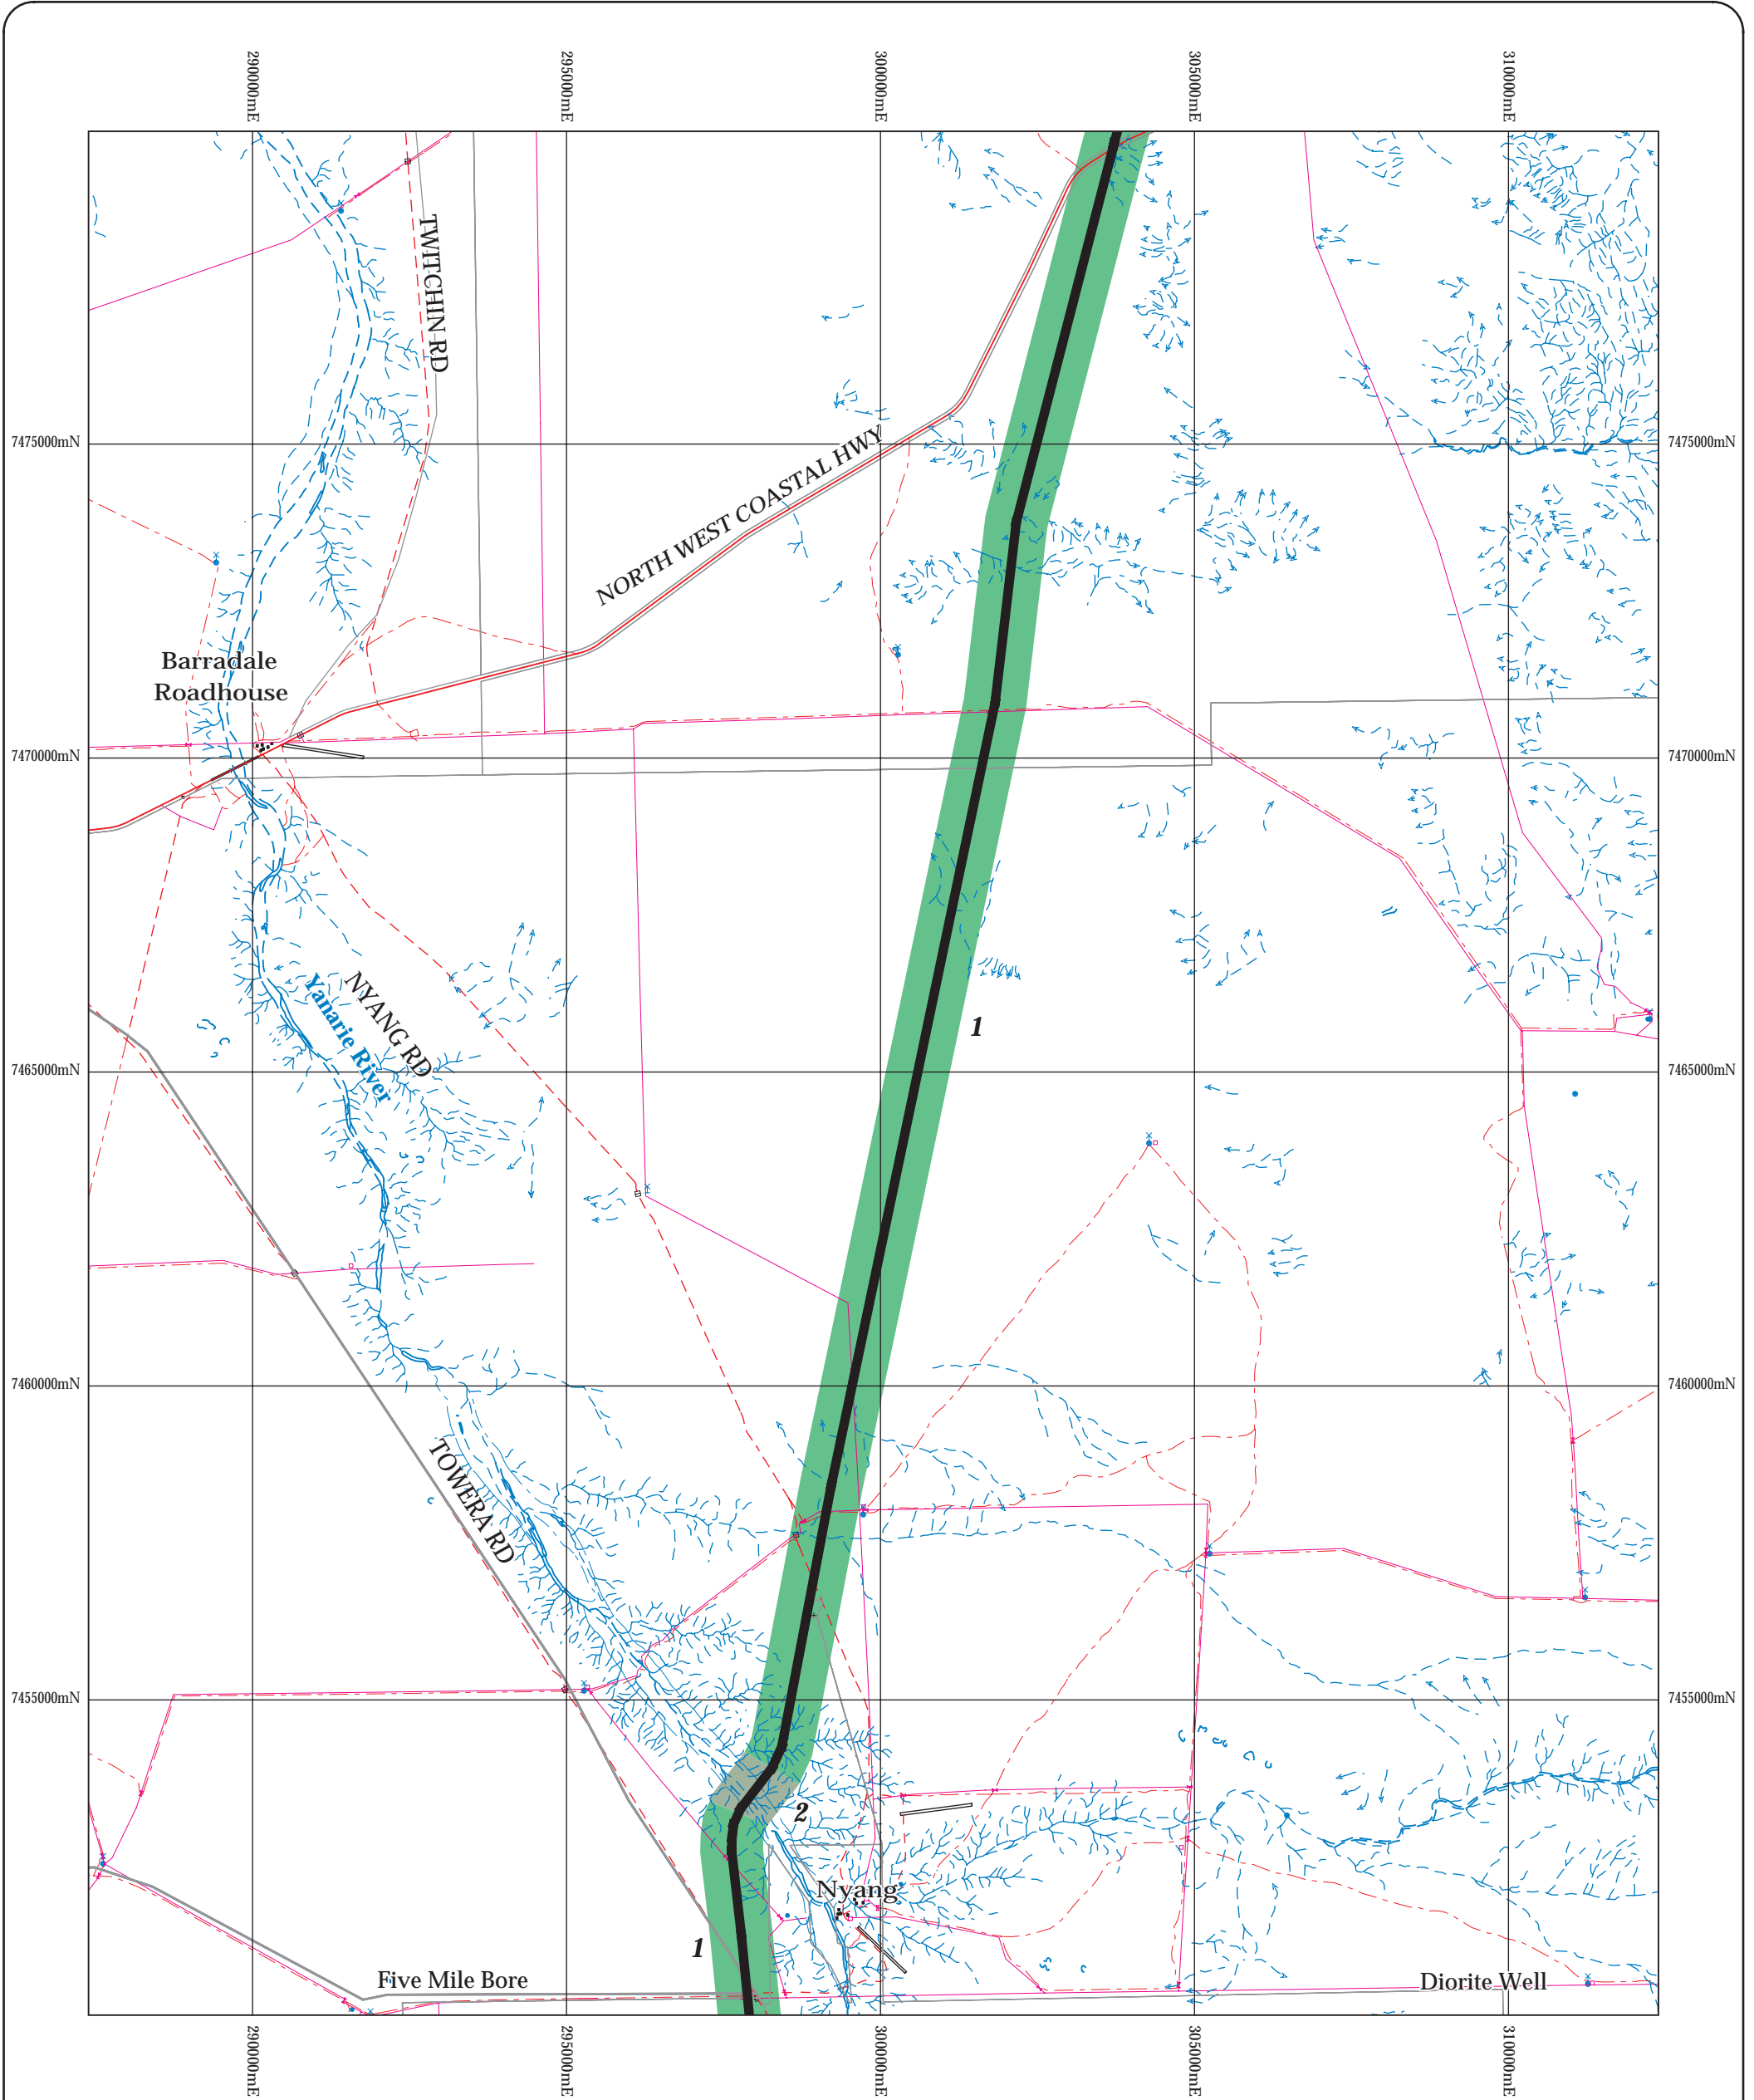 290000mE
295000mE
300000mE
305000mE
310000mE
TWITCHIN RD
7475000mN
7475000mN
NORTH WEST COASTAL HWY
Barradale
Roadhouse
7470000mN
7470000mN
NYANG RD
Yanarie River
1
7465000mN
7465000mN
7460000mN
7460000mN
TOWERA RD
7455000mN
7455000mN
2
Nyang
1
Five Mile Bore
Diorite Well
290000mE
295000mE
300000mE
305000mE
310000mE